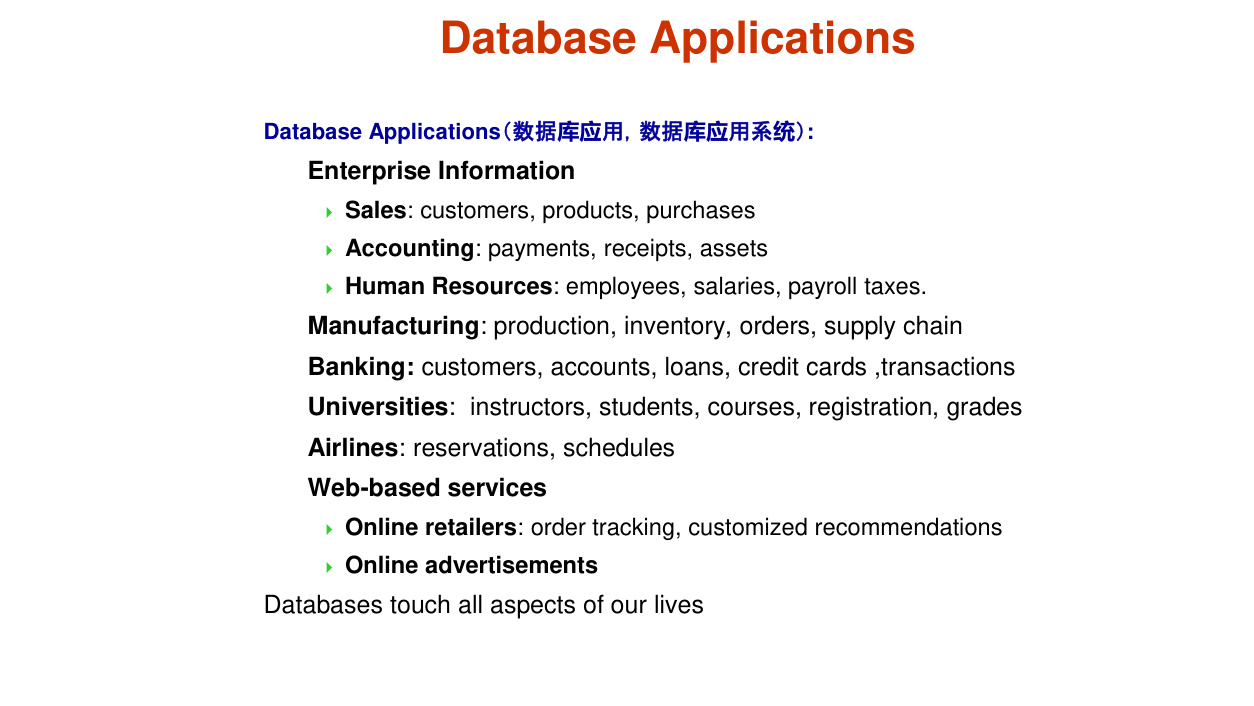 Database Applications
Database Applications（数据库应用，数据库应用系统）:
Enterprise Information
Sales: customers, products, purchases
Accounting: payments, receipts, assets
Human Resources: employees, salaries, payroll taxes.
Manufacturing: production, inventory, orders, supply chain
Banking: customers, accounts, loans, credit cards ,transactions
Universities:  instructors, students, courses, registration, grades
Airlines: reservations, schedules
Web-based services
Online retailers: order tracking, customized recommendations
Online advertisements
Databases touch all aspects of our lives